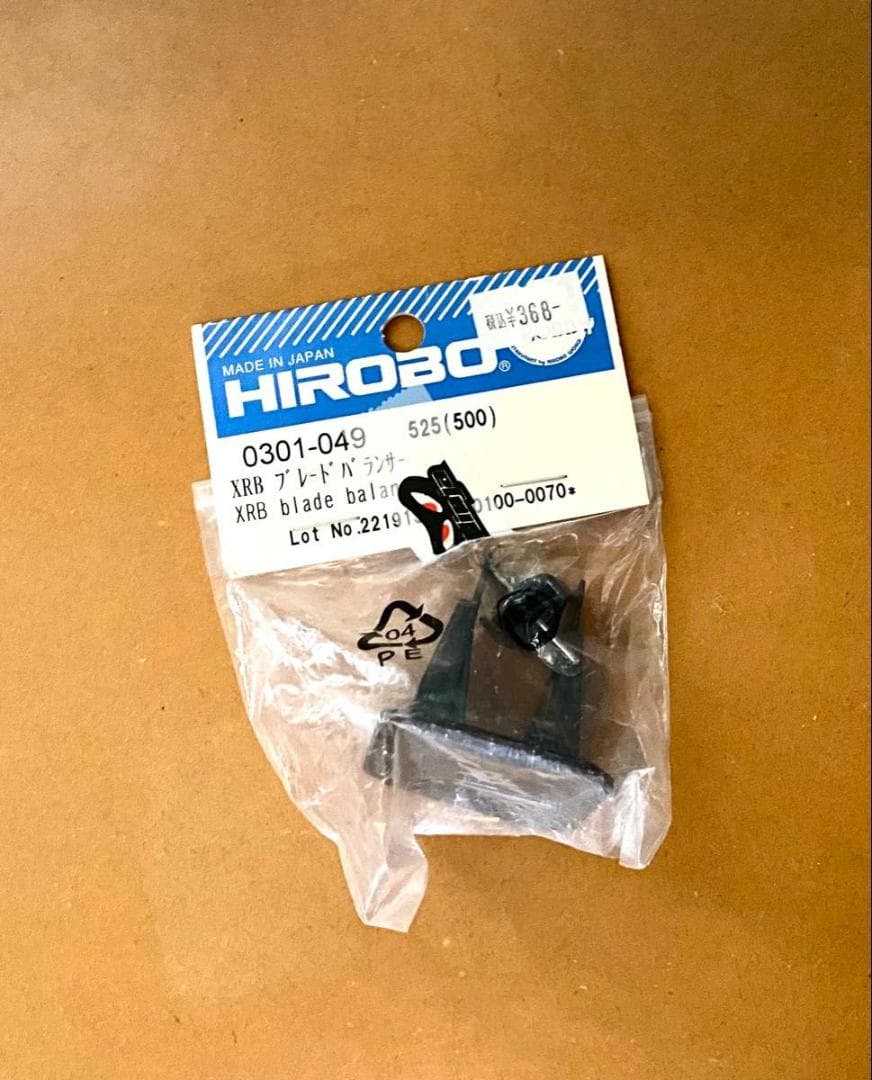 税込¥368-
MADE IN JAPAN
HIROBO®
0301-049 525(500)
XRB ブレードバランサー
XRB blade balan
Lot No.22191 0100-0070*
04
PE